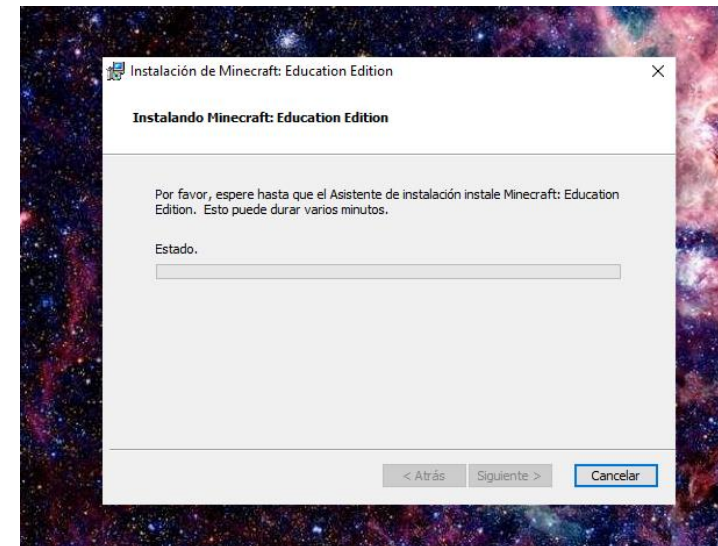 Instalación de Minecraft: Education Edition
Instalando Minecraft: Education Edition
Por favor, espere hasta que el Asistente de instalación instale Minecraft: Education
Edition. Esto puede durar varios minutos.
Estado.
< Atrás Siguiente > Cancelar